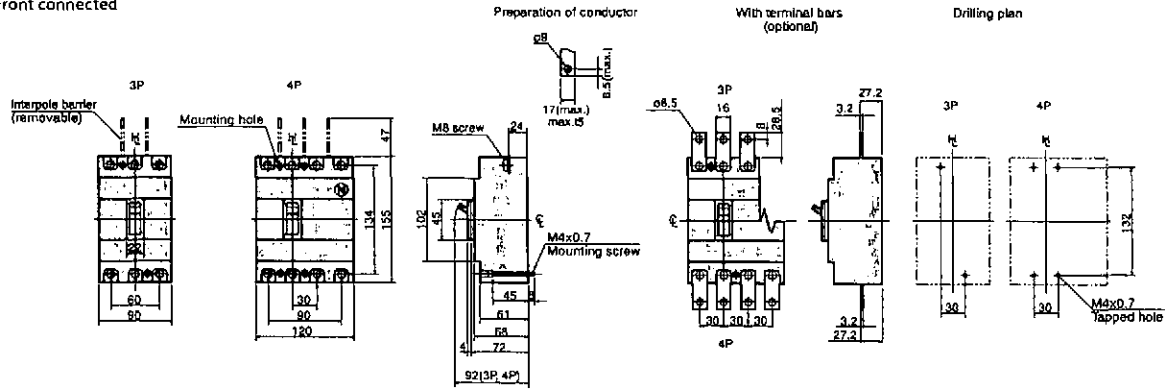 Front connected
Preparation of conductor
With terminal bars
(optional)
Drilling plan
ø9
8.5(max.)
17(max.)
max.t5
3P
4P
Interpole barrier
(removable)
Mounting hole
47
134
155
60
90
30
90
120
M8 screw
24
102
45
M4x0.7
Mounting screw
45
8
61
68
4
72
92(3P, 4P)
ø6.5
3P
16
8
28.5
30
30
30
4P
27.2
3.2
3.2
27.2
3P
4P
132
30
30
M4x0.7
Tapped hole